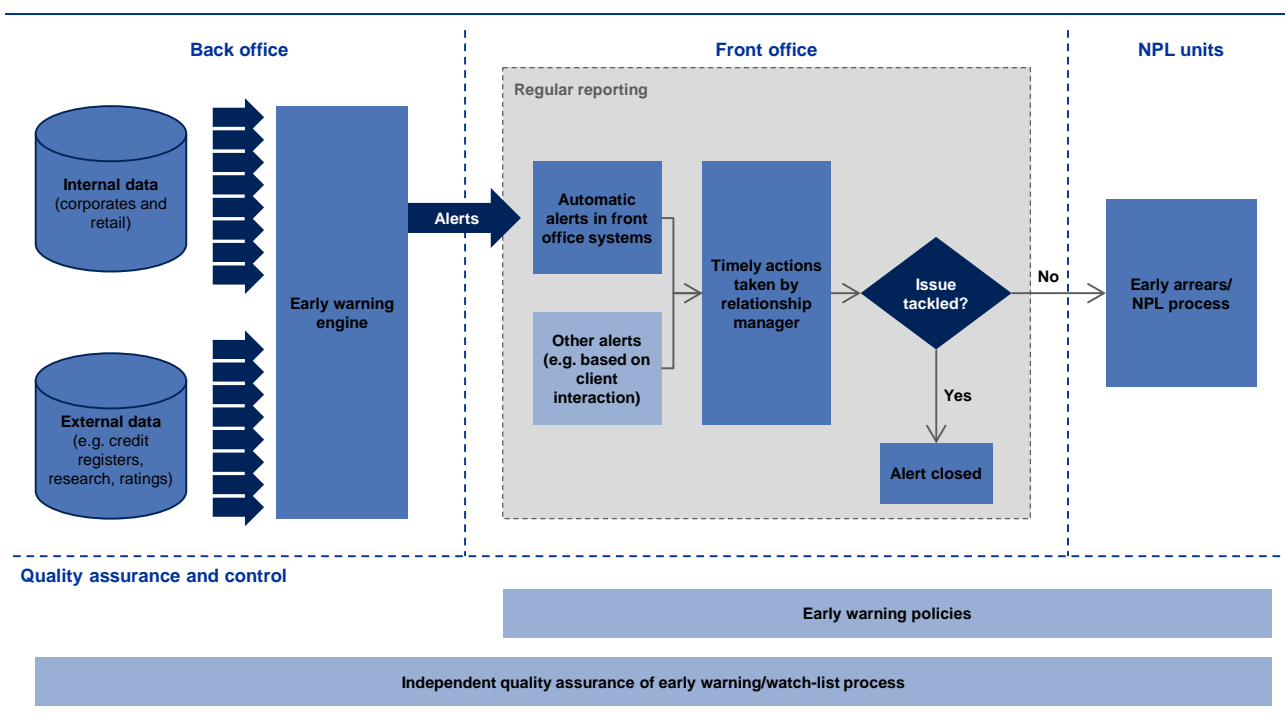 Back office
Front office
NPL units
Regular reporting
Internal data
(corporates and
retail)
External data
(e.g. credit
registers,
research, ratings)
Early warning
engine
Alerts
Automatic
alerts in front
office systems
Other alerts
(e.g. based on
client
interaction)
Timely actions
taken by
relationship
manager
Issue
tackled?
No
Yes
Alert closed
Early arrears/
NPL process
Quality assurance and control
Early warning policies
Independent quality assurance of early warning/watch-list process